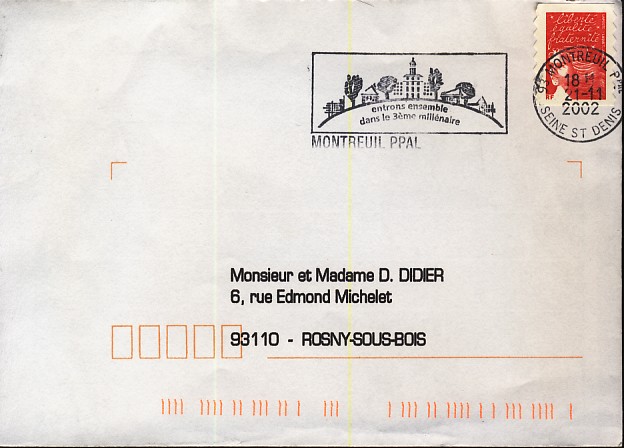 liberté
égalité
fraternité
93 MONTREUIL PPAL
18 H
21-11
2002
SEINE ST DENIS
entrons ensemble
dans le 3ème millénaire
MONTREUIL PPAL
Monsieur et Madame D. DIDIER
6, rue Edmond Michelet
93110 - ROSNY-SOUS-BOIS